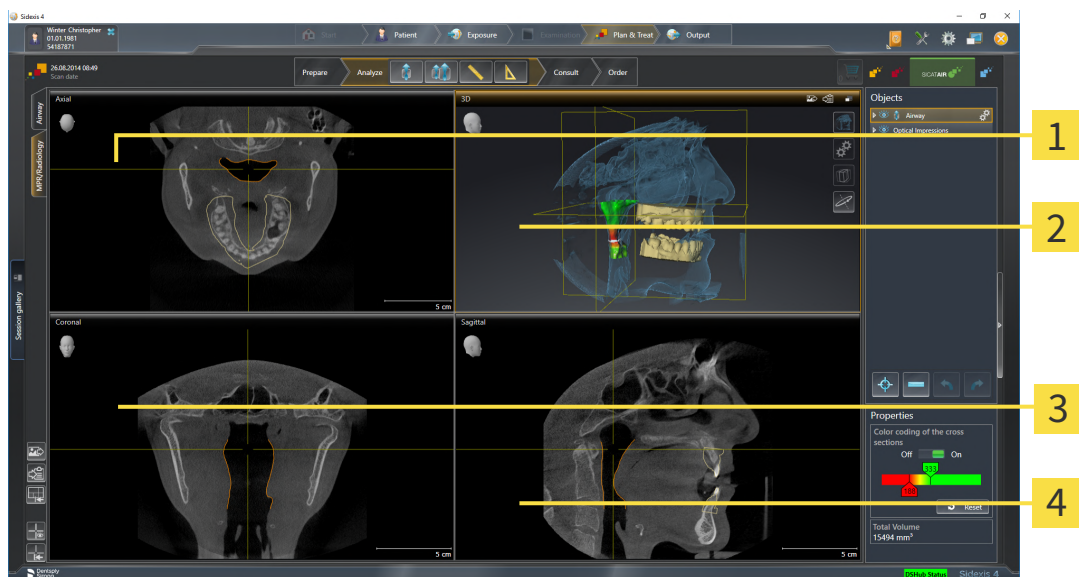 Sidexis 4
Winter Christopher
01.01.1981
54187871
Start
Patient
Exposure
Examination
Plan & Treat
Output
26.08.2014 08:49
Scan date
Prepare
Analyze
Consult
Order
SICAT AIR
Airway
MPR/Radiology
Session gallery
Axial
5 cm
3D
Coronal
5 cm
Sagittal
5 cm
Objects
Airway
Optical Impressions
Properties
Color coding of the cross
sections
Off On
333
Reset
Total Volume
15494 mm³
Dentsply
Sirona
DSHub Status
Sidexis 4
1
2
3
4